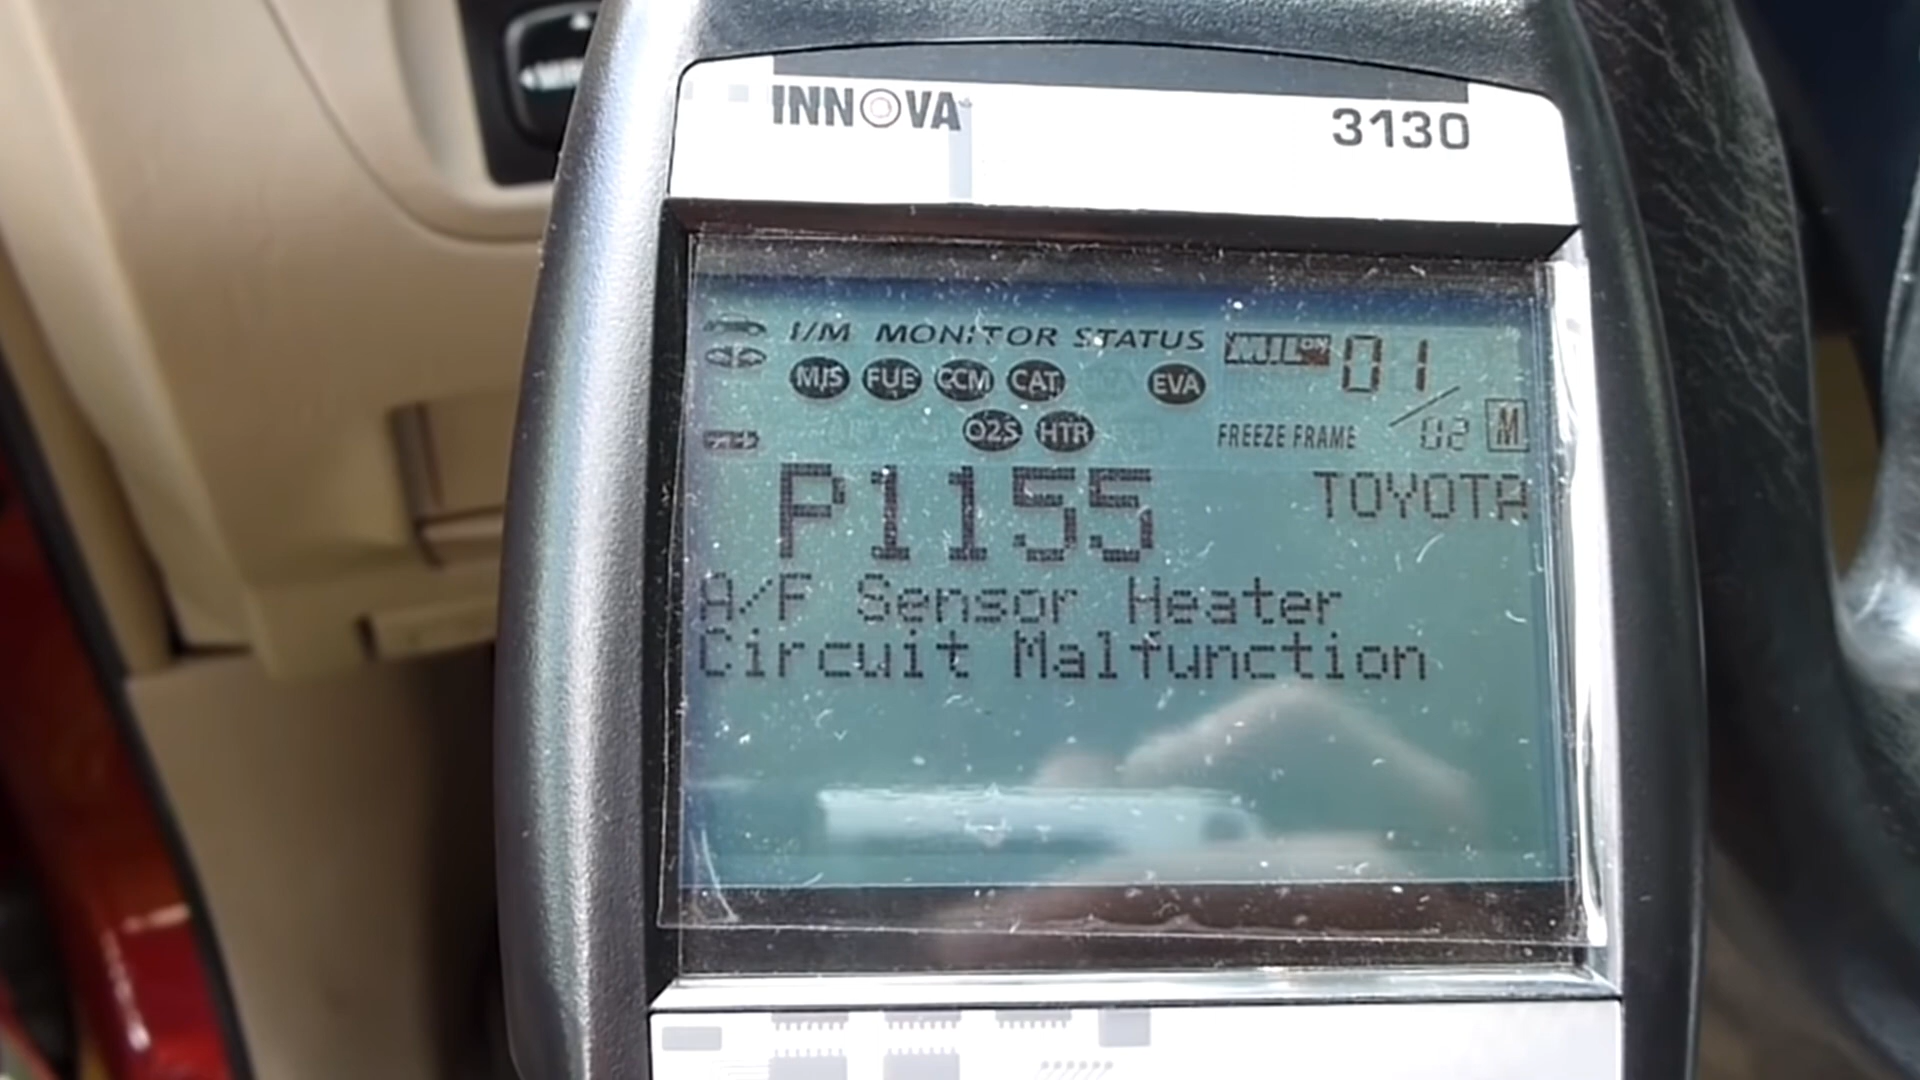 INNOVA
3130
I/M MONITOR STATUS
MIL ON 01
MIS FUE CCM CAT EVA
O2S HTR
FREEZE FRAME / 02 M
P1155
TOYOTA
A/F Sensor Heater
Circuit Malfunction